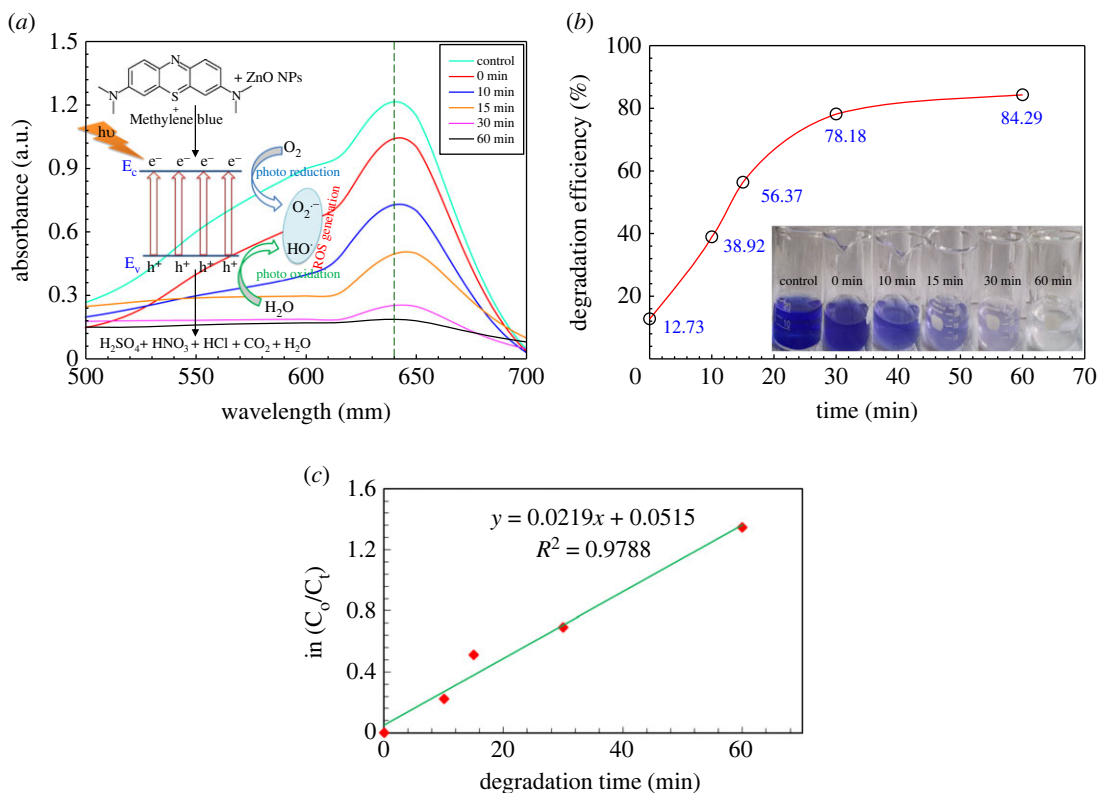 (a)
1.5
1.2
0.9
0.6
0.3
0
absorbance (a.u.)
500
550
600
650
700
wavelength (mm)
control
0 min
10 min
15 min
30 min
60 min
N
N
S
+
N
+ ZnO NPs
Methylene blue
hυ
E_c
e⁻ e⁻ e⁻ e⁻
O₂
photo reduction
O₂·⁻
HO·
ROS generation
E_v
h⁺ h⁺ h⁺ h⁺
photo oxidation
H₂O
H₂SO₄+ HNO₃ + HCl + CO₂ + H₂O
(b)
100
80
60
40
20
0
degradation efficiency (%)
12.73
38.92
56.37
78.18
84.29
control
0 min
10 min
15 min
30 min
60 min
0 10 20 30 40 50 60 70
time (min)
(c)
1.6
1.2
0.8
0.4
0
in (C_o/C_t)
y = 0.0219x + 0.0515
R² = 0.9788
0 20 40 60
degradation time (min)